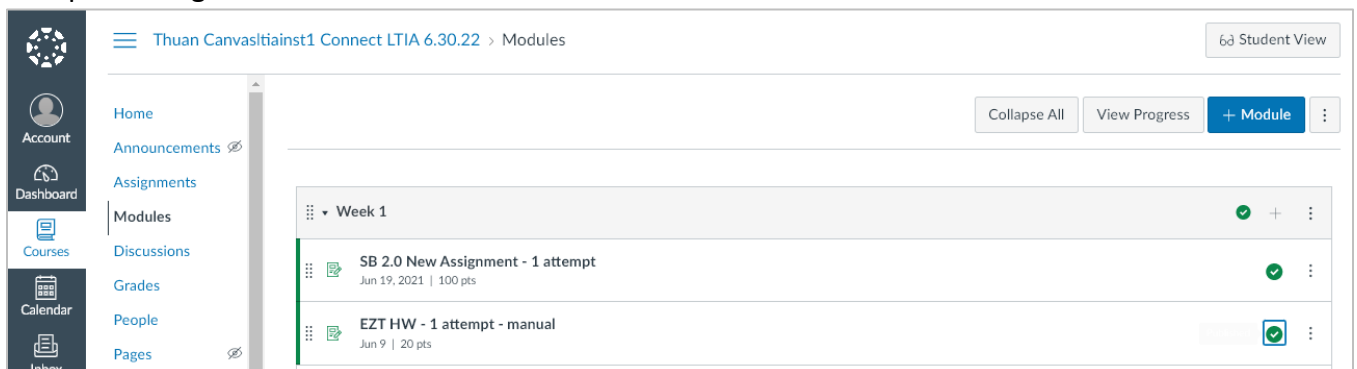 Thuan Canvasltiainst1 Connect LTIA 6.30.22 > Modules
Student View
Account
Dashboard
Courses
Calendar
Home
Announcements
Assignments
Modules
Discussions
Grades
People
Pages
Collapse All
View Progress
+ Module
Week 1
SB 2.0 New Assignment - 1 attempt
Jun 19, 2021 | 100 pts
EZT HW - 1 attempt - manual
Jun 9 | 20 pts